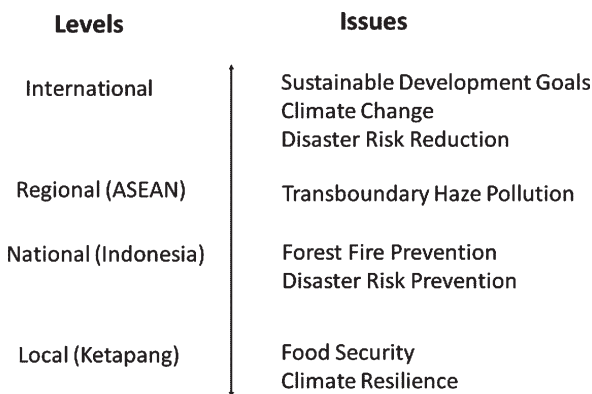 Levels
Issues
International
Sustainable Development Goals
Climate Change
Disaster Risk Reduction
Regional (ASEAN)
Transboundary Haze Pollution
National (Indonesia)
Forest Fire Prevention
Disaster Risk Prevention
Local (Ketapang)
Food Security
Climate Resilience